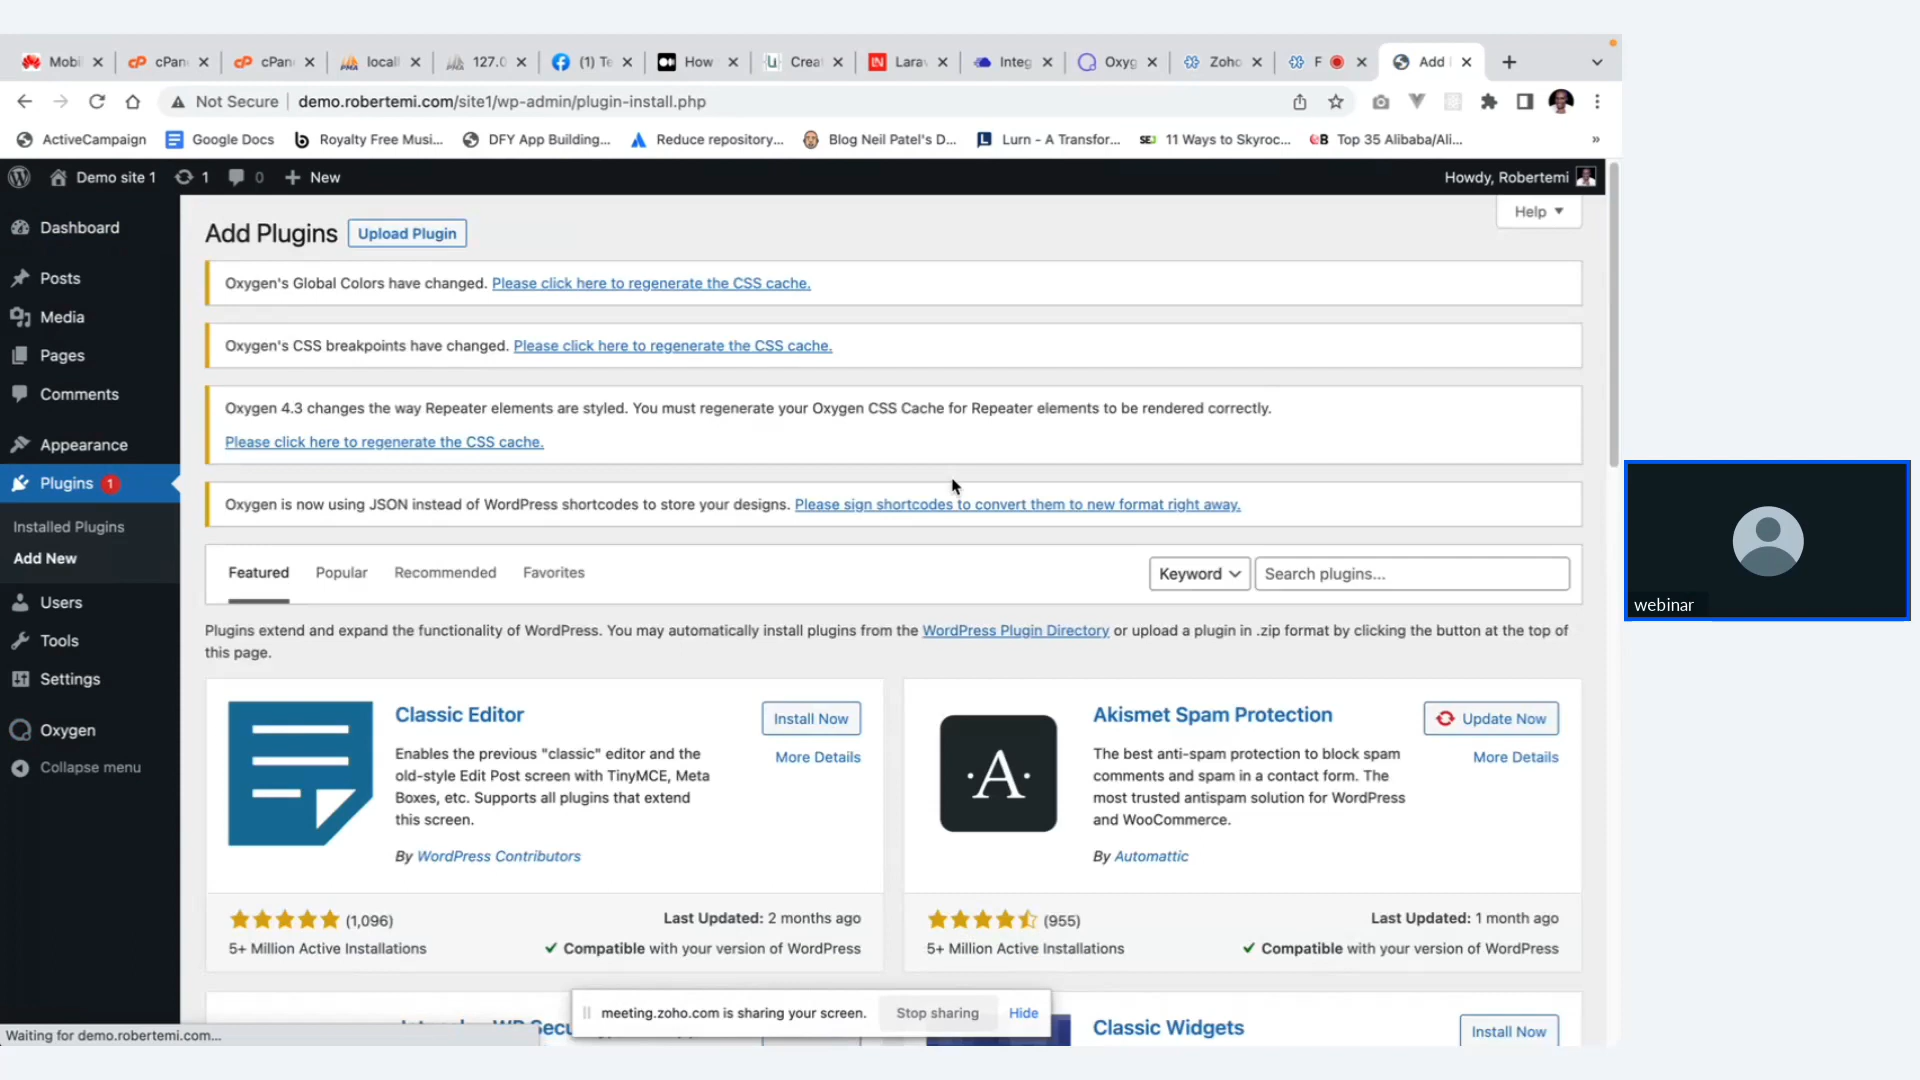 Mobi
cPan
cPan
locall
127.0
(1) Te
How
Creat
Larav
Integ
Oxyg
Zoho
F
Add
Not Secure
demo.robertemi.com/site1/wp-admin/plugin-install.php
ActiveCampaign
Google Docs
Royalty Free Musi...
DFY App Building...
Reduce repository...
Blog Neil Patel's D...
Lurn - A Transfor...
11 Ways to Skyroc...
Top 35 Alibaba/Ali...
»
Demo site 1
1
0
New
Howdy, Robertemi
Help
Dashboard
Posts
Media
Pages
Comments
Appearance
Plugins 1
Installed Plugins
Add New
Users
Tools
Settings
Oxygen
Collapse menu
Add Plugins
Upload Plugin
Oxygen's Global Colors have changed. Please click here to regenerate the CSS cache.
Oxygen's CSS breakpoints have changed. Please click here to regenerate the CSS cache.
Oxygen 4.3 changes the way Repeater elements are styled. You must regenerate your Oxygen CSS Cache for Repeater elements to be rendered correctly.
Please click here to regenerate the CSS cache.
Oxygen is now using JSON instead of WordPress shortcodes to store your designs. Please sign shortcodes to convert them to new format right away.
Featured
Popular
Recommended
Favorites
Keyword
Search plugins...
Plugins extend and expand the functionality of WordPress. You may automatically install plugins from the WordPress Plugin Directory or upload a plugin in .zip format by clicking the button at the top of
this page.
Classic Editor
Install Now
More Details
Enables the previous "classic" editor and the
old-style Edit Post screen with TinyMCE, Meta
Boxes, etc. Supports all plugins that extend
this screen.
By WordPress Contributors
(1,096)
Last Updated: 2 months ago
5+ Million Active Installations
Compatible with your version of WordPress
Akismet Spam Protection
Update Now
More Details
·A·
The best anti-spam protection to block spam
comments and spam in a contact form. The
most trusted antispam solution for WordPress
and WooCommerce.
By Automattic
(955)
Last Updated: 1 month ago
5+ Million Active Installations
Compatible with your version of WordPress
Classic Widgets
Install Now
meeting.zoho.com is sharing your screen.
Stop sharing
Hide
Waiting for demo.robertemi.com...
webinar